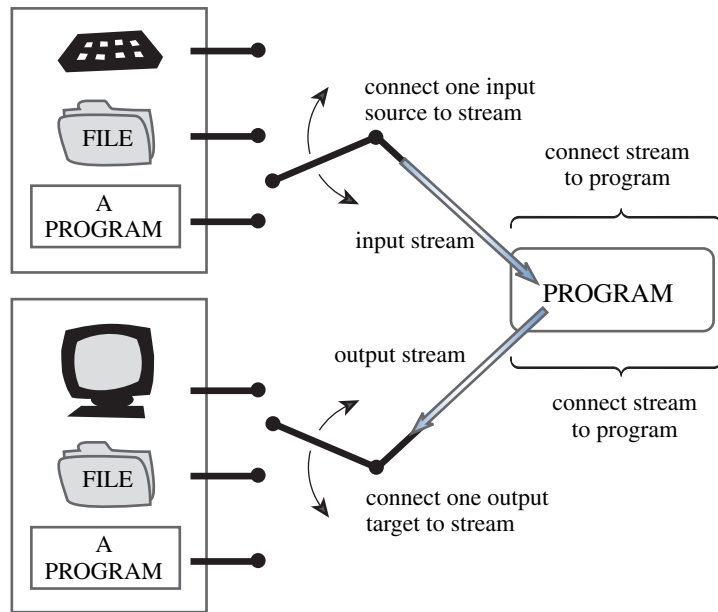 FILE
A
PROGRAM
connect one input
source to stream
input stream
connect stream
to program
PROGRAM
output stream
connect stream
to program
FILE
connect one output
target to stream
A
PROGRAM